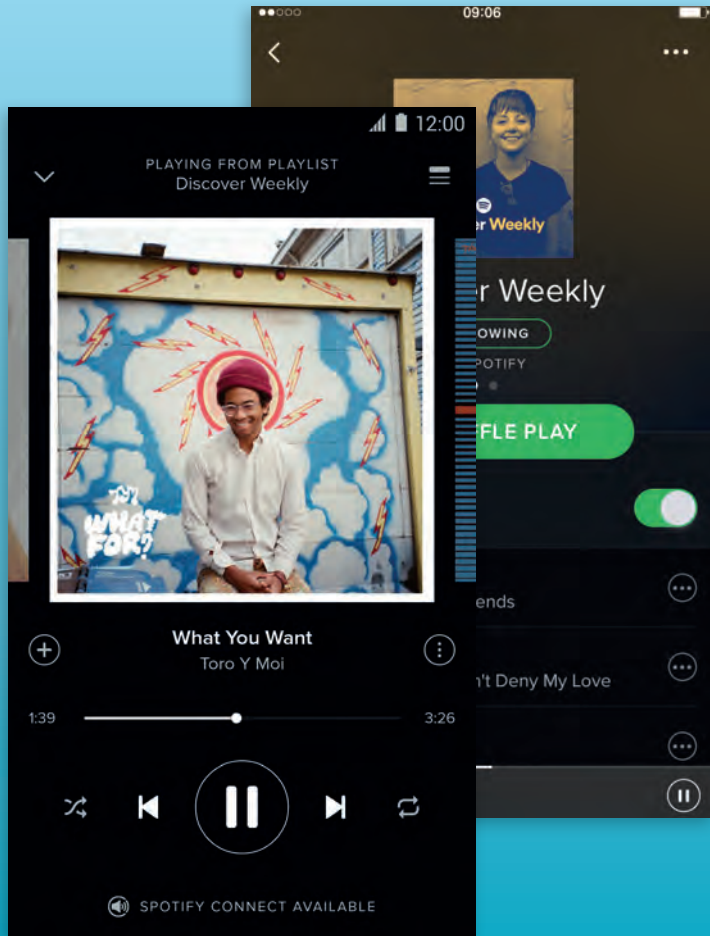 09:06
er Weekly
r Weekly
OWING
POTIFY
FLE PLAY
ends
n't Deny My Love
12:00
PLAYING FROM PLAYLIST
Discover Weekly
WHAT
FOR?
What You Want
Toro Y Moi
1:39
3:26
SPOTIFY CONNECT AVAILABLE